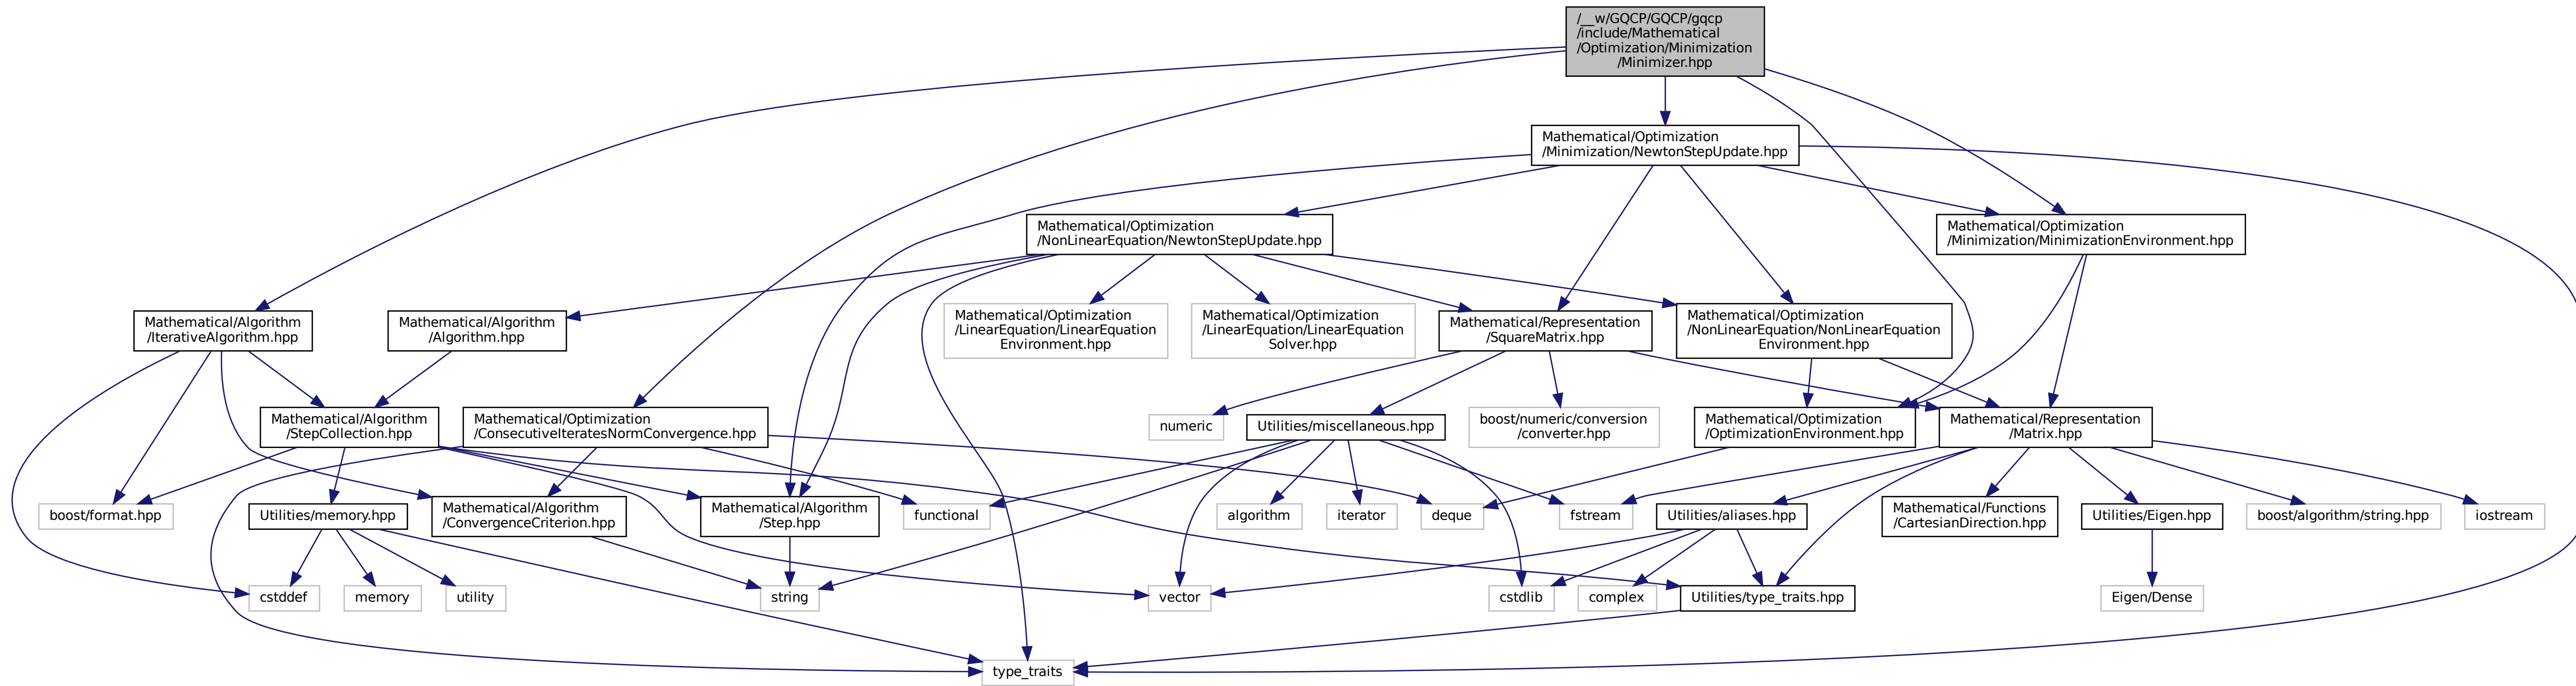 /__w/GQCP/GQCP/gqcp
/include/Mathematical
/Optimization/Minimization
/Minimizer.hpp
Mathematical/Optimization
/Minimization/NewtonStepUpdate.hpp
Mathematical/Optimization
/NonLinearEquation/NewtonStepUpdate.hpp
Mathematical/Optimization
/Minimization/MinimizationEnvironment.hpp
Mathematical/Algorithm
/IterativeAlgorithm.hpp
Mathematical/Algorithm
/Algorithm.hpp
Mathematical/Optimization
/LinearEquation/LinearEquation
Environment.hpp
Mathematical/Optimization
/LinearEquation/LinearEquation
Solver.hpp
Mathematical/Representation
/SquareMatrix.hpp
Mathematical/Optimization
/NonLinearEquation/NonLinearEquation
Environment.hpp
Mathematical/Algorithm
/StepCollection.hpp
Mathematical/Optimization
/ConsecutiveIteratesNormConvergence.hpp
numeric
Utilities/miscellaneous.hpp
boost/numeric/conversion
/converter.hpp
Mathematical/Optimization
/OptimizationEnvironment.hpp
Mathematical/Representation
/Matrix.hpp
boost/format.hpp
Utilities/memory.hpp
Mathematical/Algorithm
/ConvergenceCriterion.hpp
Mathematical/Algorithm
/Step.hpp
functional
algorithm
iterator
deque
fstream
Utilities/aliases.hpp
Mathematical/Functions
/CartesianDirection.hpp
Utilities/Eigen.hpp
boost/algorithm/string.hpp
iostream
cstddef
memory
utility
string
vector
cstdlib
complex
Utilities/type_traits.hpp
Eigen/Dense
type_traits